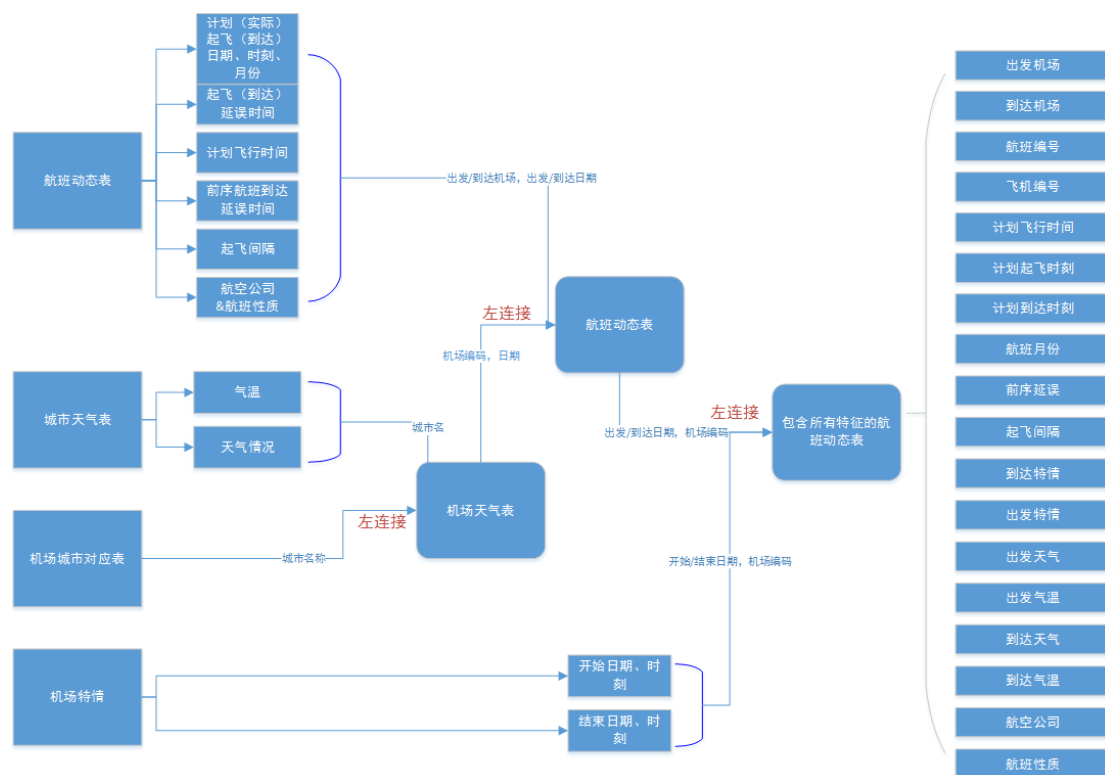 计划（实际）
起飞（到达）
日期、时刻、
月份
起飞（到达）
延误时间
计划飞行时间
前序航班到达
延误时间
起飞间隔
航空公司
&航班性质
航班动态表
出发/到达机场，出发/到达日期
城市天气表
气温
天气情况
城市名
机场城市对应表
城市名称
左连接
机场天气表
机场编码，日期
左连接
航班动态表
出发/到达日期，机场编码
左连接
包含所有特征的航
班动态表
机场特情
开始日期、时
刻
结束日期、时
刻
开始/结束日期，机场编码
出发机场
到达机场
航班编号
飞机编号
计划飞行时间
计划起飞时刻
计划到达时刻
航班月份
前序延误
起飞间隔
到达特情
出发特情
出发天气
出发气温
到达天气
到达气温
航空公司
航班性质